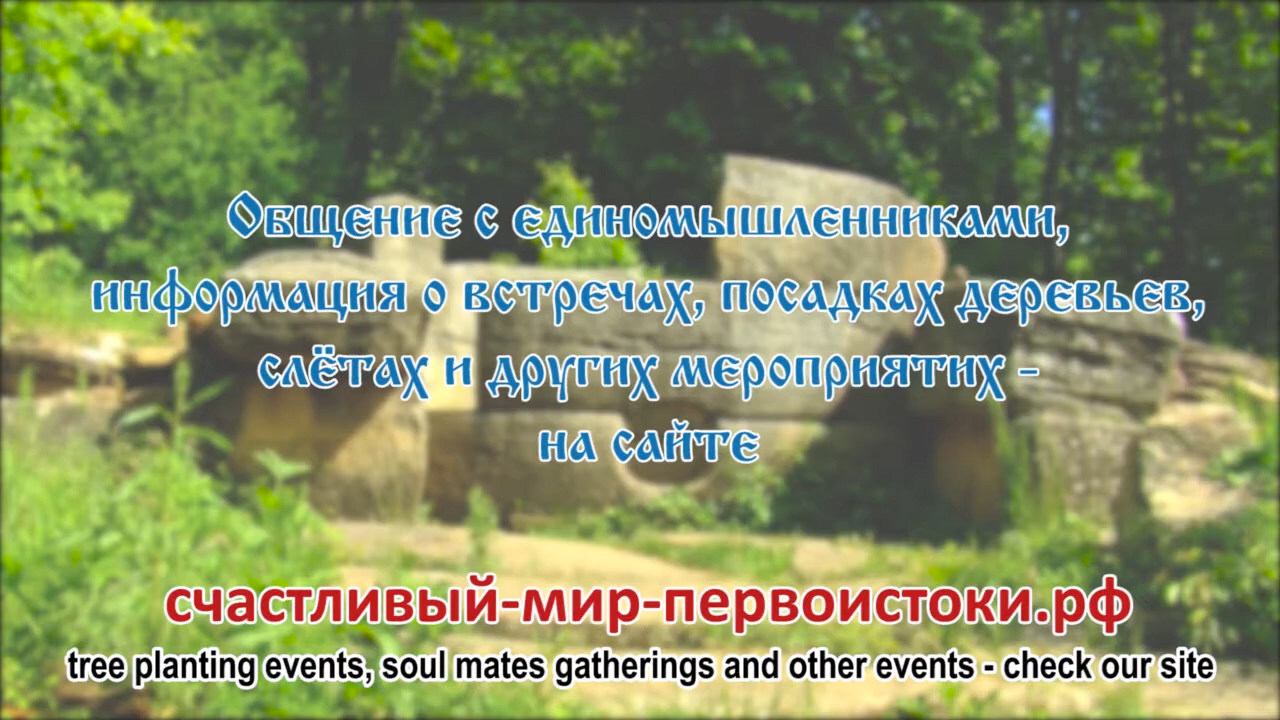 Общение с единомышленниками,
информация о встречах, посадках деревьев,
слётах и других мероприятих -
на сайте
счастливый-мир-первоистоки.рф
tree planting events, soul mates gatherings and other events - check our site